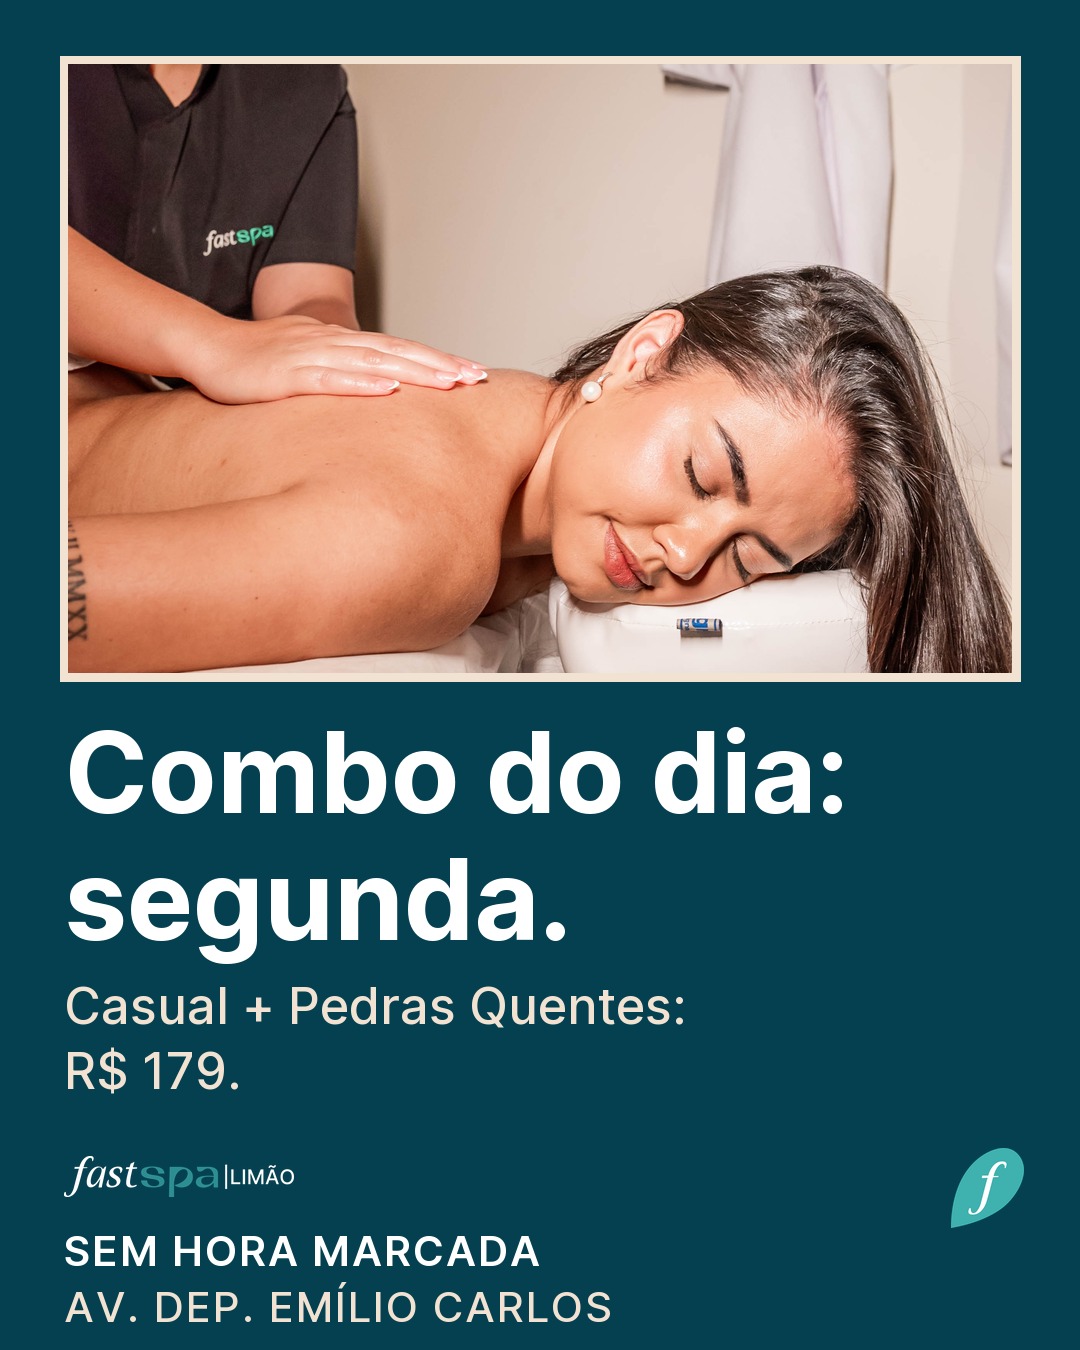 fastspa
Combo do dia:
segunda.
Casual + Pedras Quentes:
R$ 179.
fastspa|LIMÃO
f
SEM HORA MARCADA
AV. DEP. EMÍLIO CARLOS